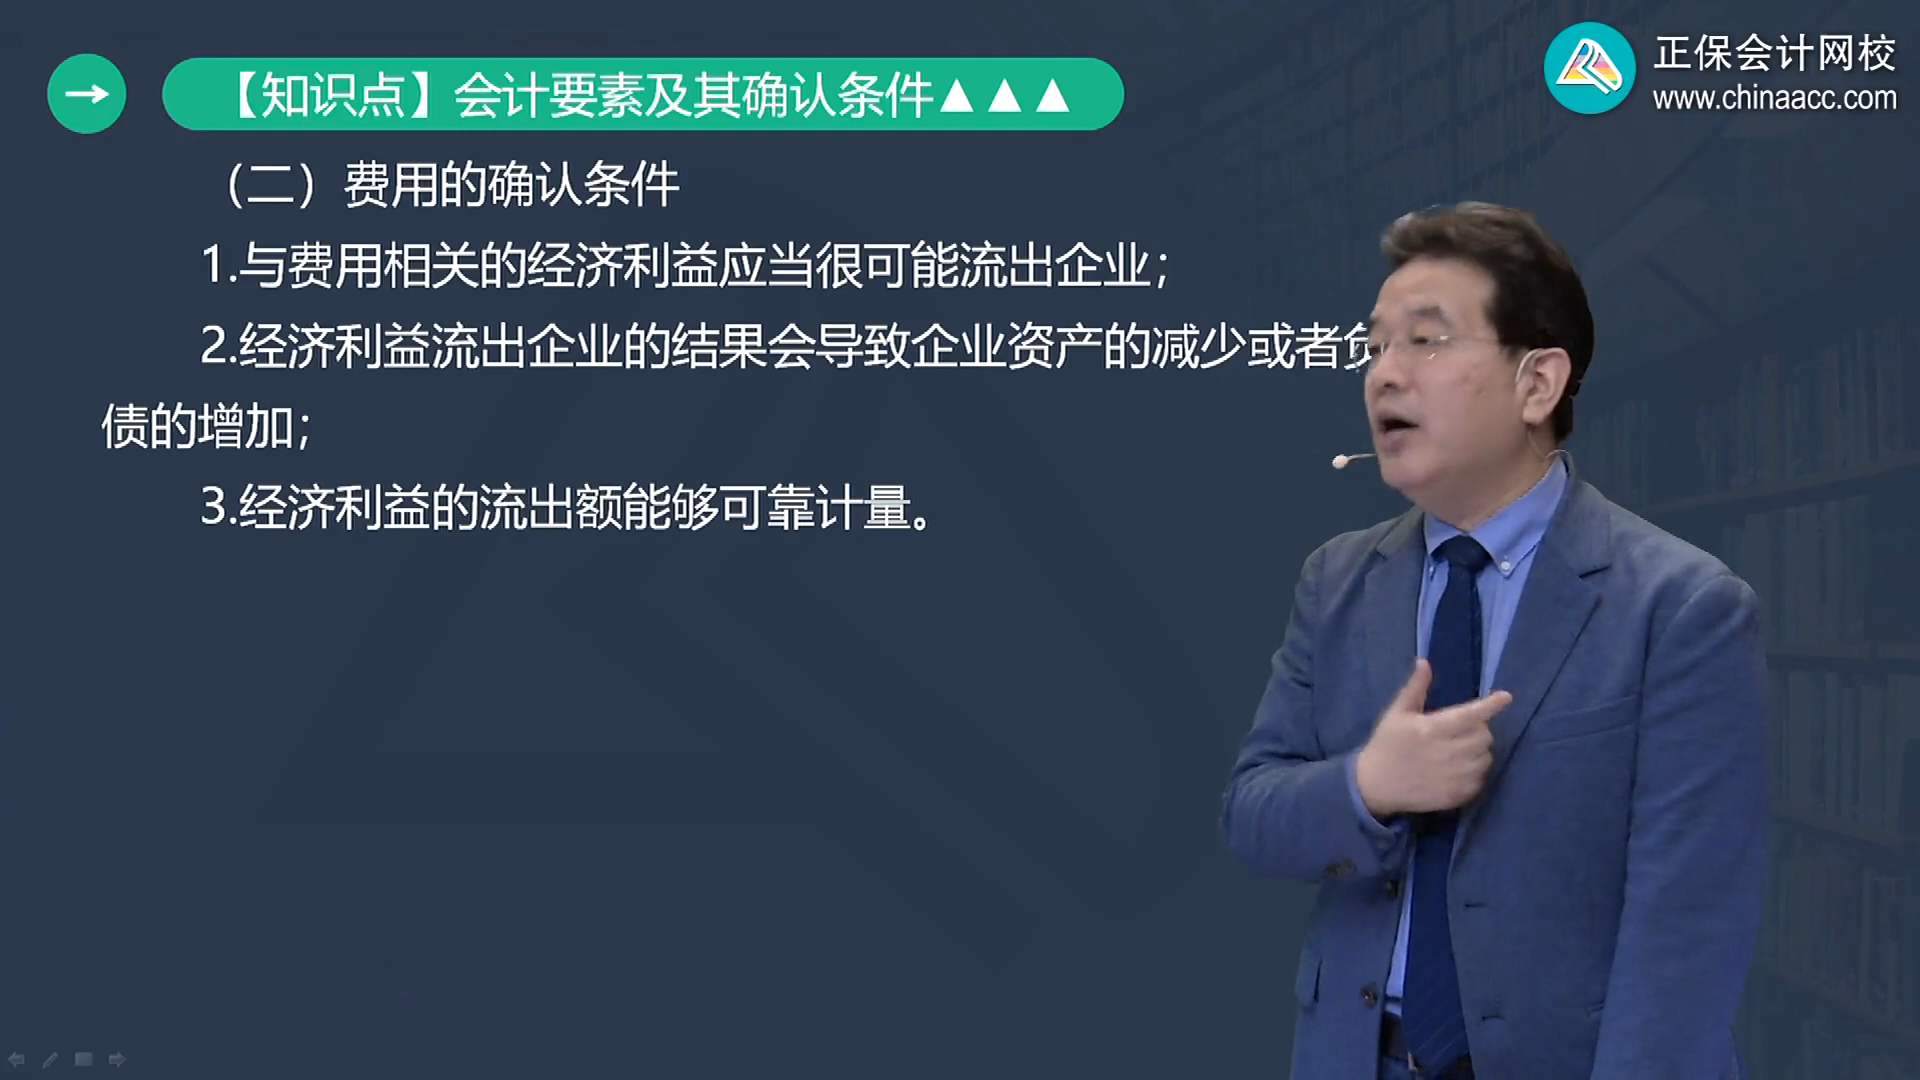 【知识点】会计要素及其确认条件▲▲▲
正保会计网校
www.chinaacc.com
（二）费用的确认条件
1.与费用相关的经济利益应当很可能流出企业；
2.经济利益流出企业的结果会导致企业资产的减少或者负
债的增加；
3.经济利益的流出额能够可靠计量。